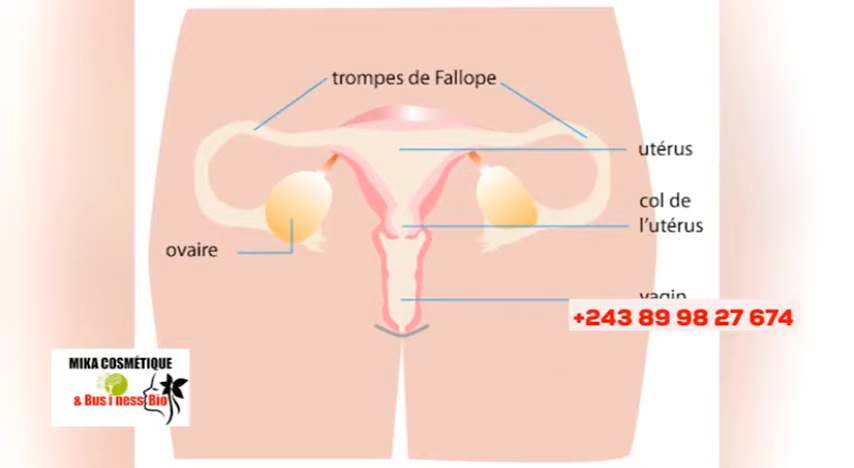 trompes de Fallope
utérus
col de
l'utérus
ovaire
vagin
+243 89 98 27 674
MIKA COSMÉTIQUE
& Bus i ness Bio